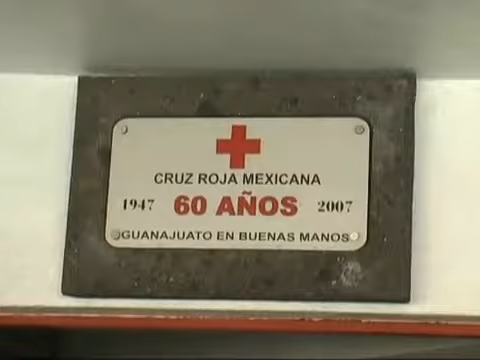 CRUZ ROJA MEXICANA
1947 60 AÑOS 2007
GUANAJUATO EN BUENAS MANOS